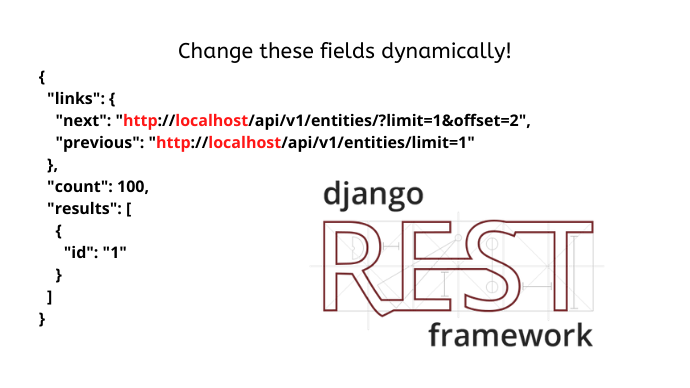 Change these fields dynamically!
{
"links": {
"next": "http://localhost/api/v1/entities/?limit=1&offset=2",
"previous": "http://localhost/api/v1/entities/limit=1"
},
"count": 100,
"results": [
{
"id": "1"
}
]
}
django
REST
framework